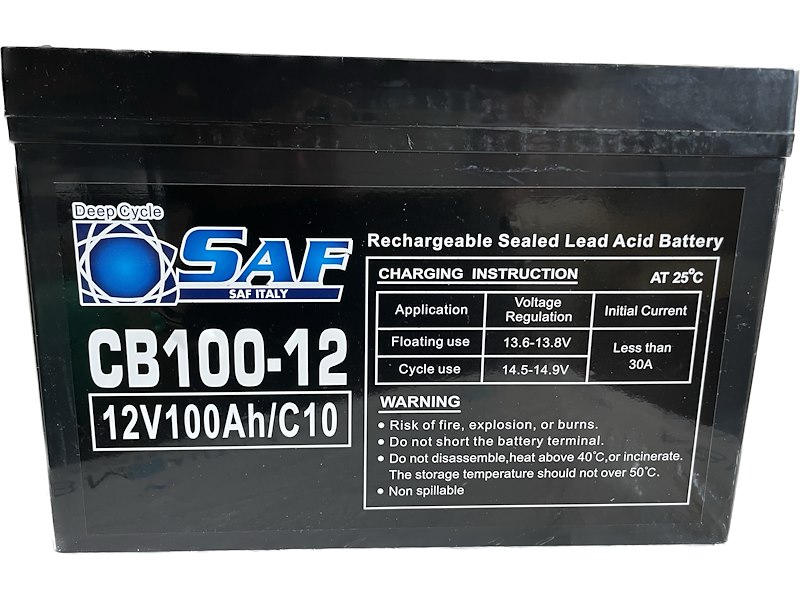 Deep Cycle
SAF
SAF ITALY
CB100-12
12V100Ah/C10
Rechargeable Sealed Lead Acid Battery
CHARGING INSTRUCTION AT 25°C
Application Voltage Regulation Initial Current
Floating use 13.6-13.8V Less than 30A
Cycle use 14.5-14.9V
WARNING
• Risk of fire, explosion, or burns.
• Do not short the battery terminal.
• Do not disassemble,heat above 40°C,or incinerate.
The storage temperature should not over 50°C.
• Non spillable